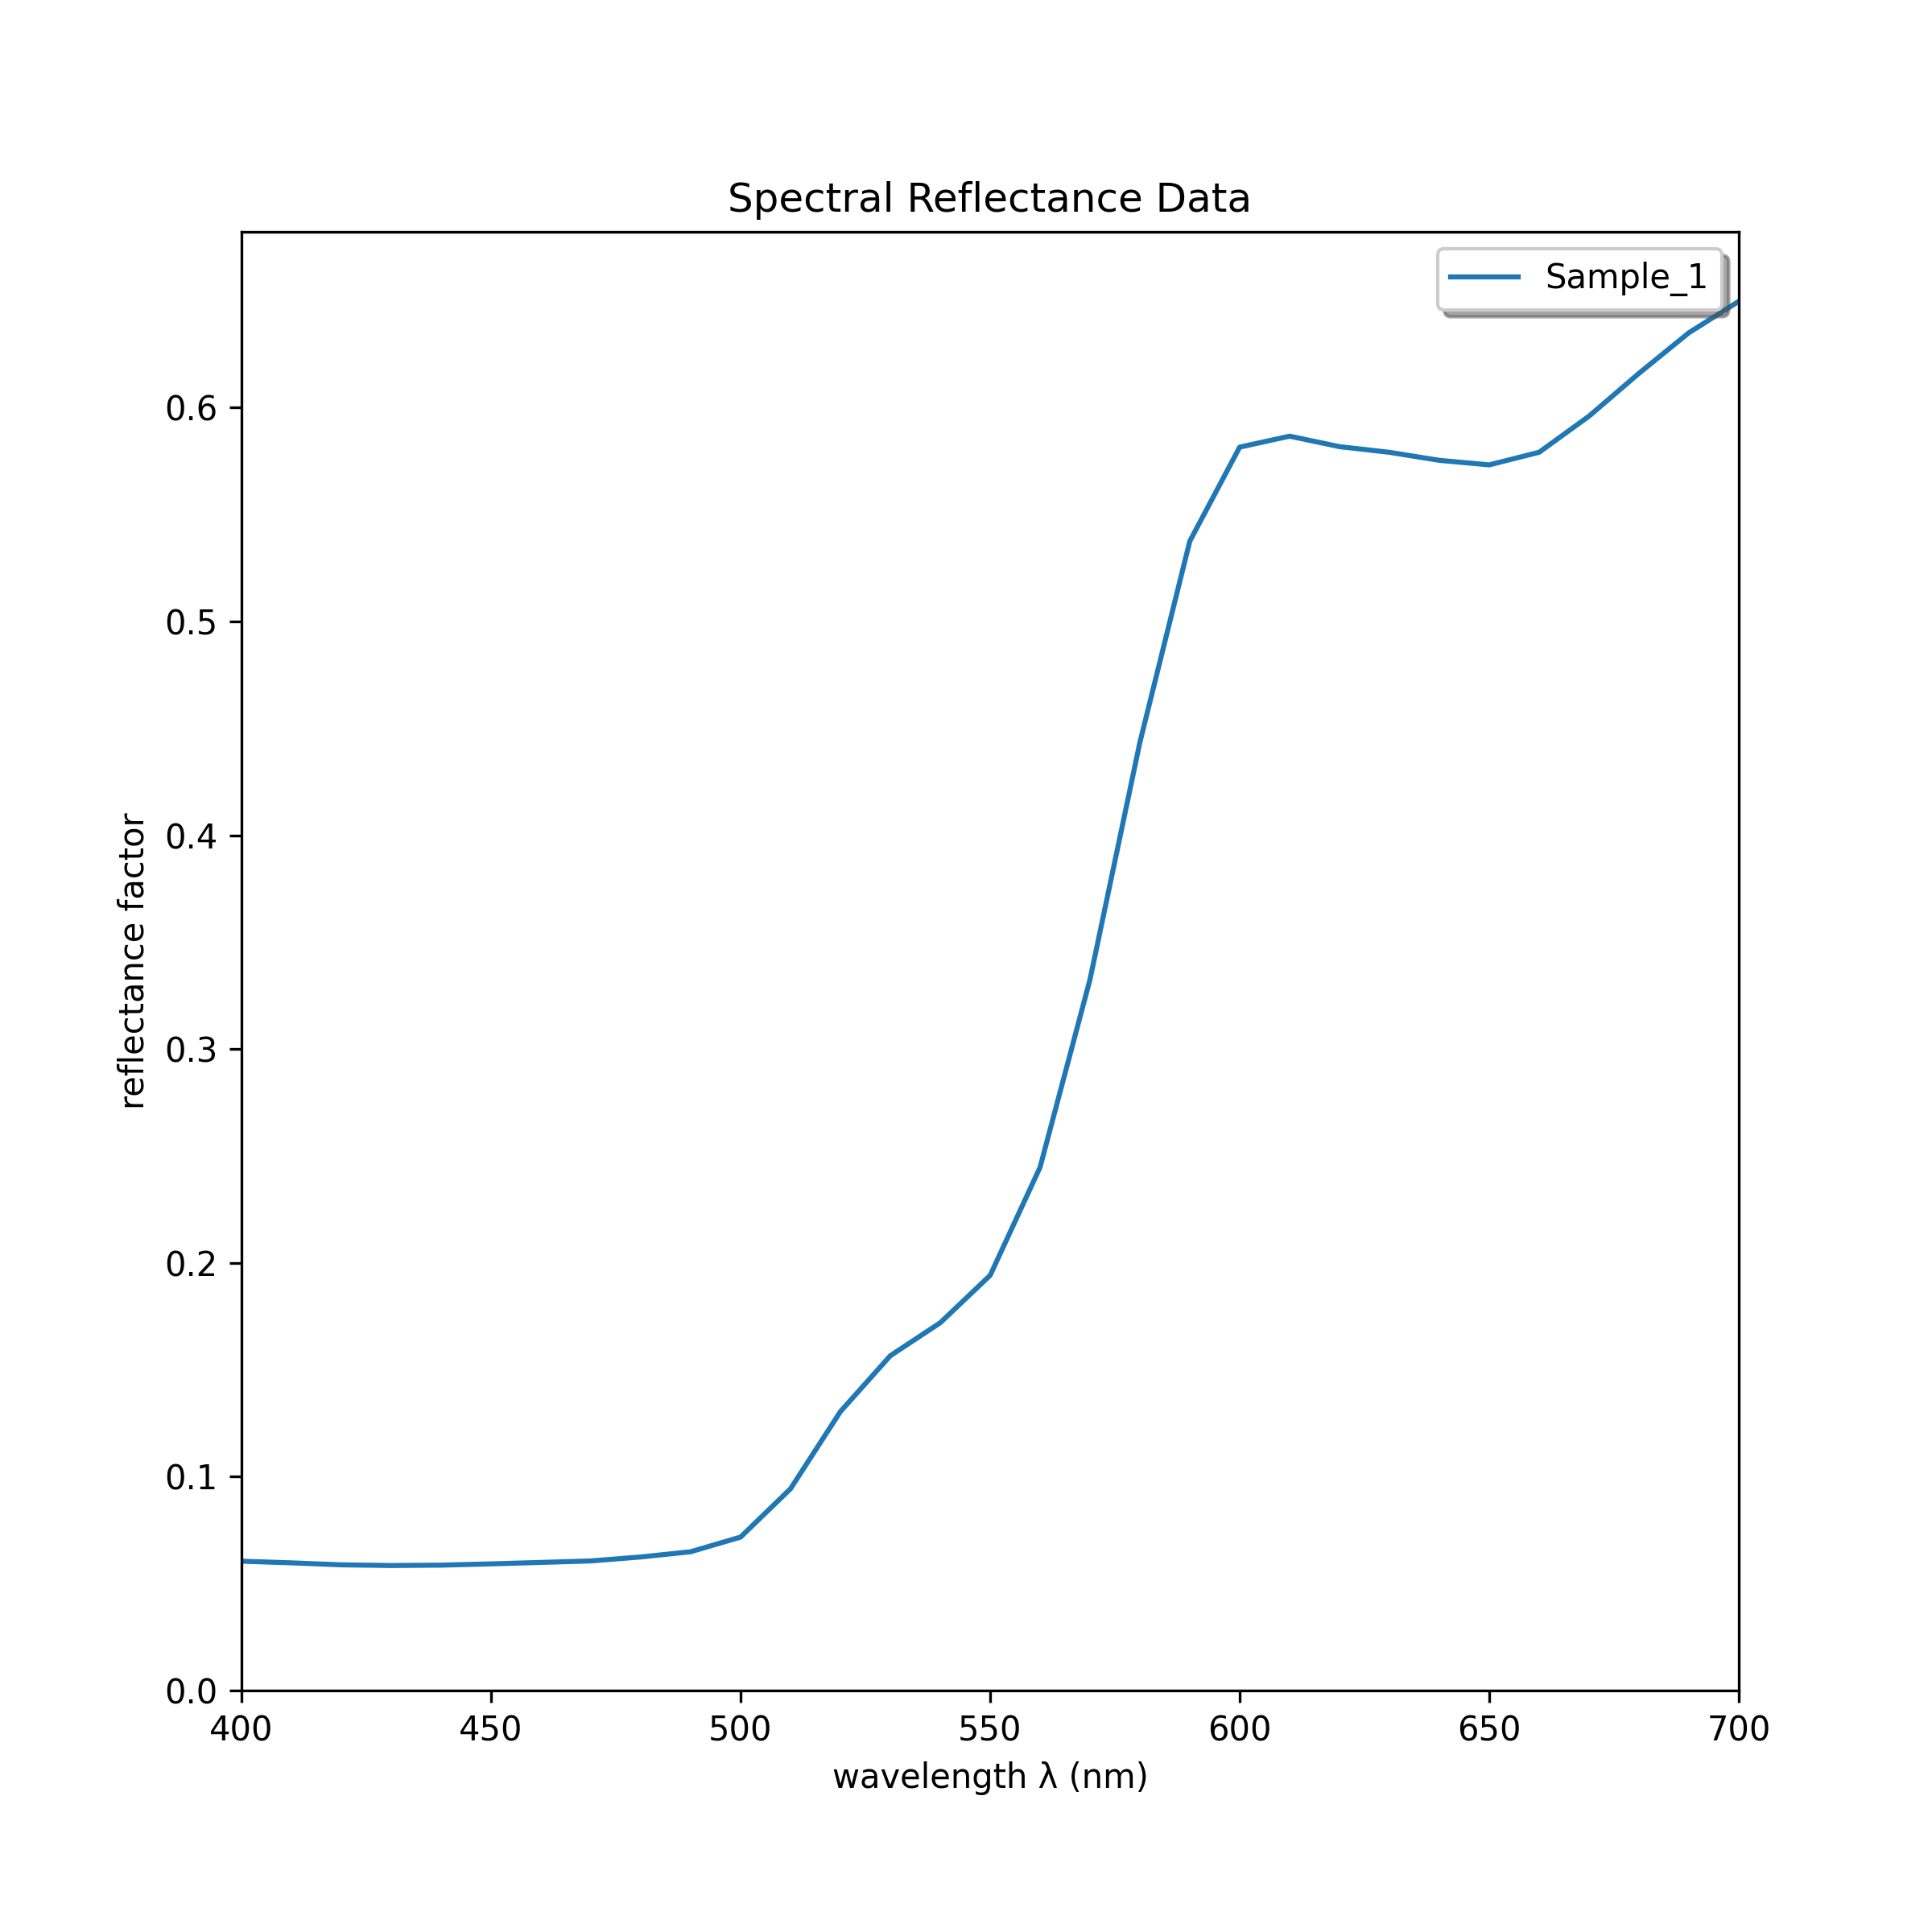 Spectral Reflectance Data
Sample_1
reflectance factor
0.6
0.5
0.4
0.3
0.2
0.1
0.0
400 450 500 550 600 650 700
wavelength λ (nm)